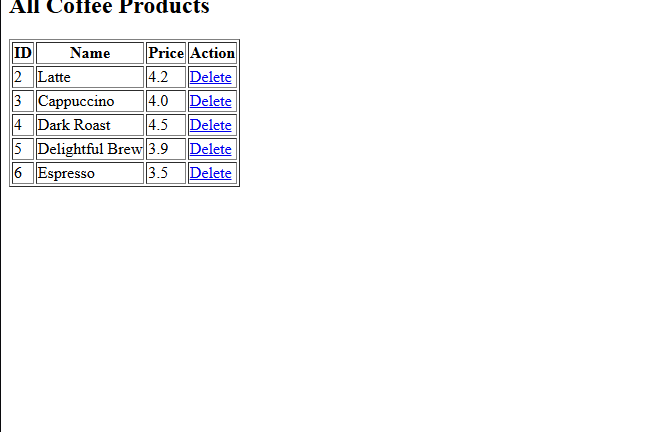 All Coffee Products
ID Name Price Action
2 Latte 4.2 Delete
3 Cappuccino 4.0 Delete
4 Dark Roast 4.5 Delete
5 Delightful Brew 3.9 Delete
6 Espresso 3.5 Delete